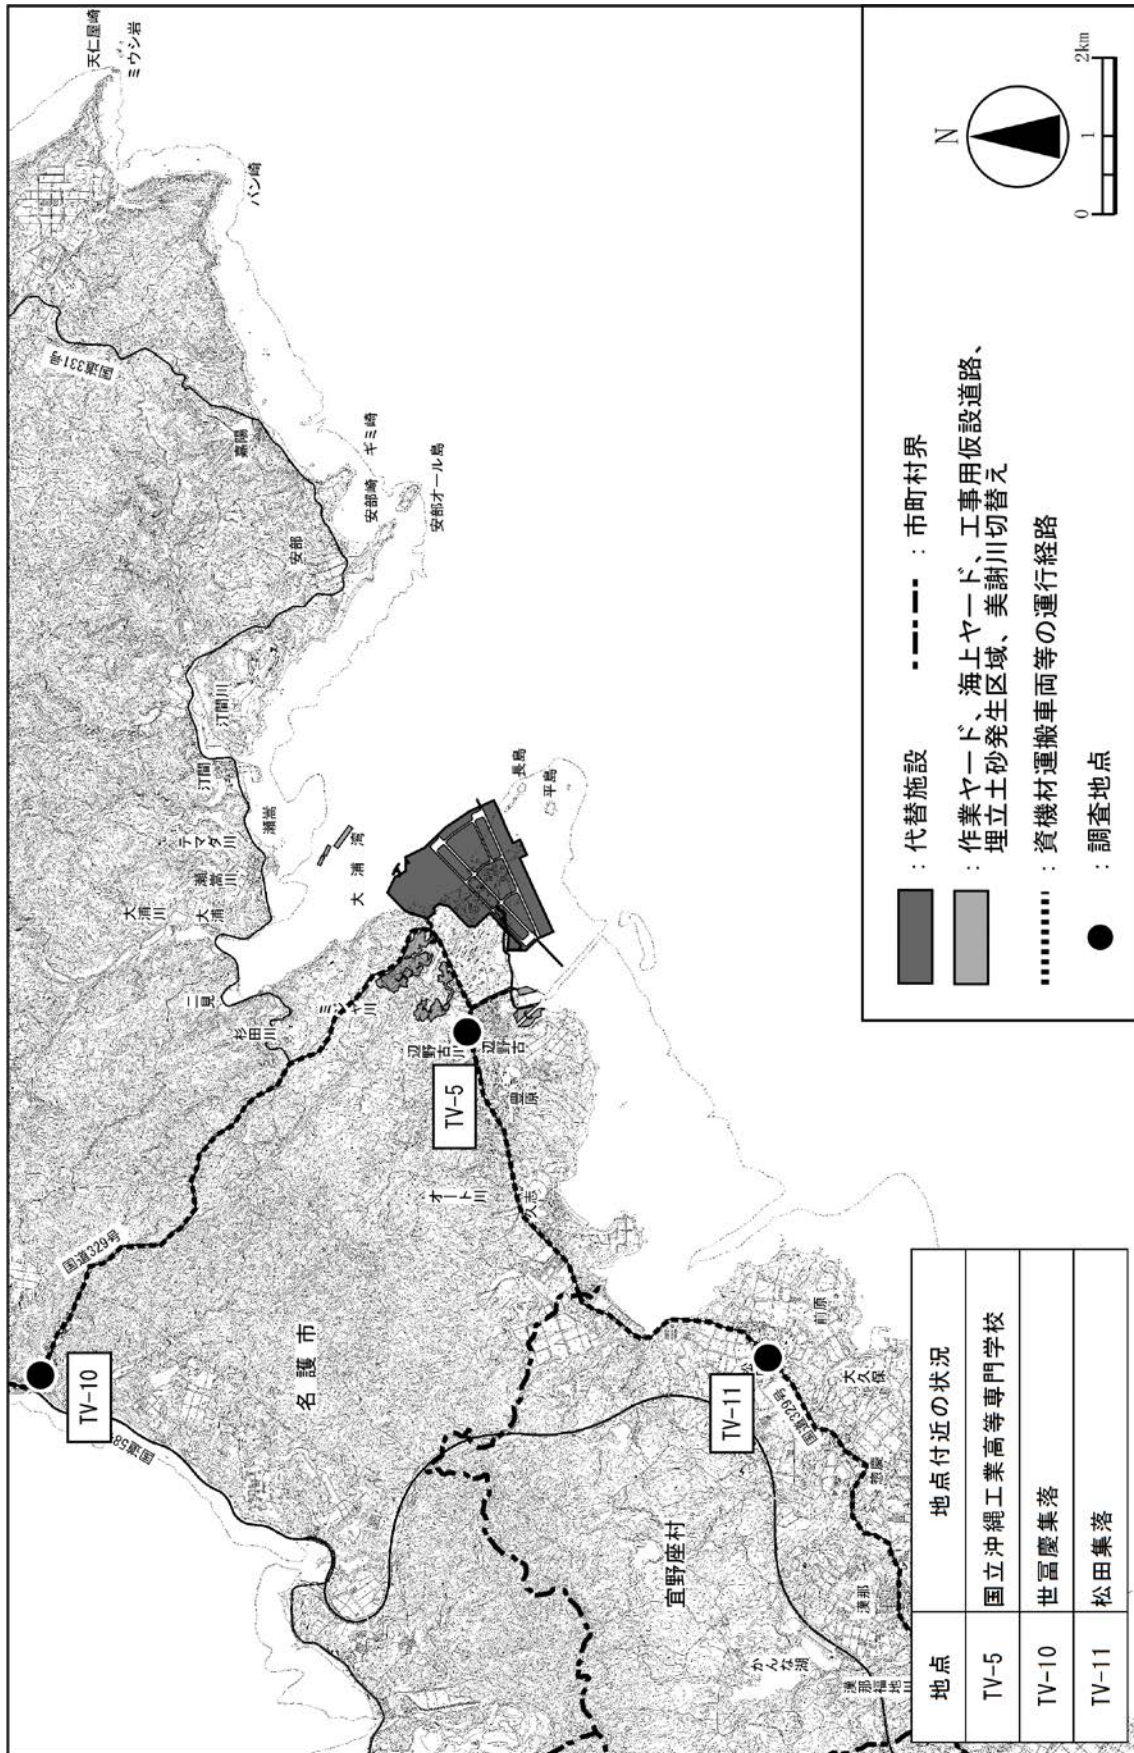 天仁屋崎
ミウシ岩
バン崎
国道331号
嘉陽
ギミ崎
安部崎
安部オール島
安部
汀間川
汀間
瀬嵩
テマタ川
瀬嵩川
大浦川
大浦
大浦湾
長島
平島
二見
杉田川
ミジャ川
辺野古川
辺野古
TV-5
豊原
オート川
久志
国道329号
TV-10
名護市
国道58
TV-11
前原
大久保
国道329号
惣慶
宜野座村
漢那
かんな湖
漢那福地川
N
0 1 2km
：代替施設
：市町村界
：作業ヤード、海上ヤード、工事用仮設道路、
埋立土砂発生区域、美謝川切替え
：資機材運搬車両等の運行経路
：調査地点
地点 地点付近の状況
TV-5 国立沖縄工業高等専門学校
TV-10 世冨慶集落
TV-11 松田集落